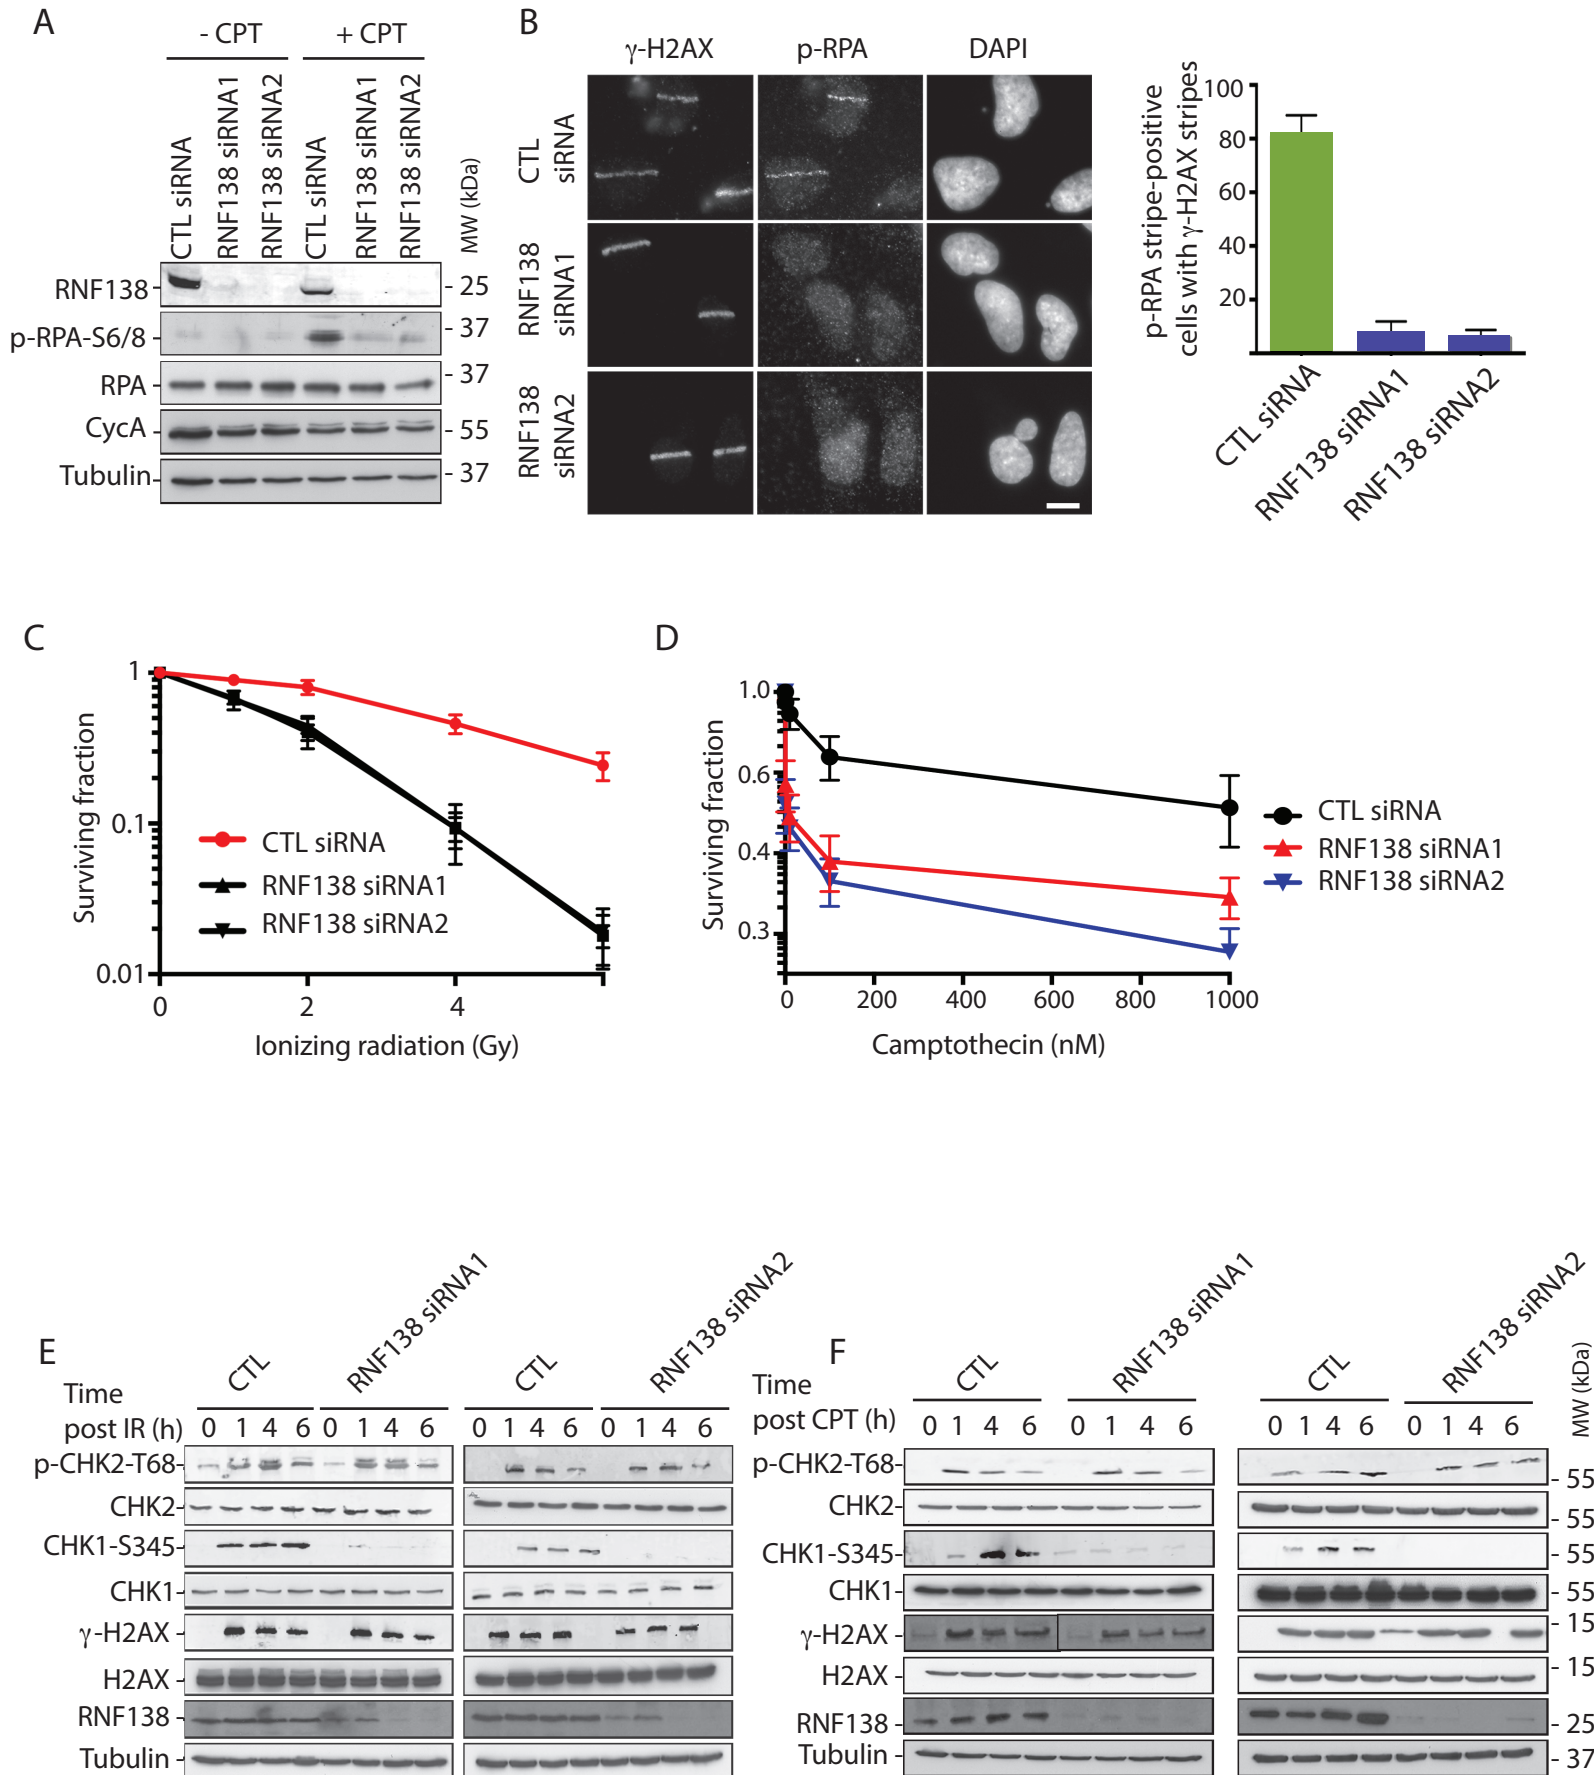 A
- CPT
+ CPT
CTL siRNA
RNF138 siRNA1
RNF138 siRNA2
CTL siRNA
RNF138 siRNA1
RNF138 siRNA2
MW (kDa)
RNF138
- 25
p-RPA-S6/8
- 37
RPA
- 37
CycA
- 55
Tubulin
- 37
B
γ-H2AX
p-RPA
DAPI
CTL
siRNA
RNF138
siRNA1
RNF138
siRNA2
p-RPA stripe-positive
cells with γ-H2AX stripes
100
80
60
40
20
CTL siRNA
RNF138 siRNA1
RNF138 siRNA2
C
Surviving fraction
1
0.1
0.01
CTL siRNA
RNF138 siRNA1
RNF138 siRNA2
0
2
4
Ionizing radiation (Gy)
D
Surviving fraction
1.0
0.6
0.4
0.3
0
200
400
600
800
1000
Camptothecin (nM)
CTL siRNA
RNF138 siRNA1
RNF138 siRNA2
E
CTL
RNF138 siRNA1
CTL
RNF138 siRNA2
Time
post IR (h)
0 1 4 6 0 1 4 6
0 1 4 6 0 1 4 6
p-CHK2-T68
CHK2
CHK1-S345
CHK1
γ-H2AX
H2AX
RNF138
Tubulin
F
CTL
RNF138 siRNA1
CTL
RNF138 siRNA2
MW (kDa)
Time
post CPT (h)
0 1 4 6 0 1 4 6
0 1 4 6 0 1 4 6
p-CHK2-T68
- 55
CHK2
- 55
CHK1-S345
- 55
CHK1
- 55
γ-H2AX
- 15
H2AX
- 15
RNF138
- 25
Tubulin
- 37